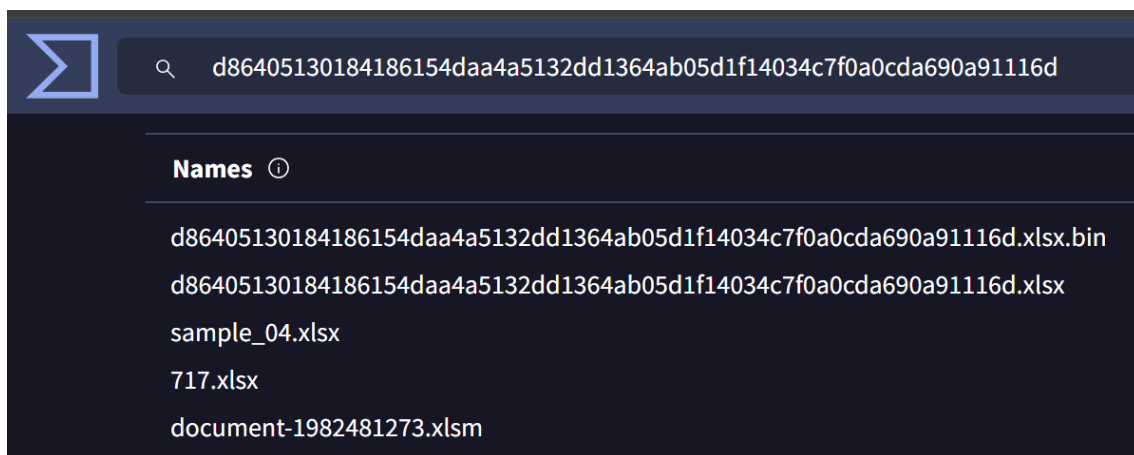 d86405130184186154daa4a5132dd1364ab05d1f14034c7f0a0cda690a91116d
Names
d86405130184186154daa4a5132dd1364ab05d1f14034c7f0a0cda690a91116d.xlsx.bin
d86405130184186154daa4a5132dd1364ab05d1f14034c7f0a0cda690a91116d.xlsx
sample_04.xlsx
717.xlsx
document-1982481273.xlsm